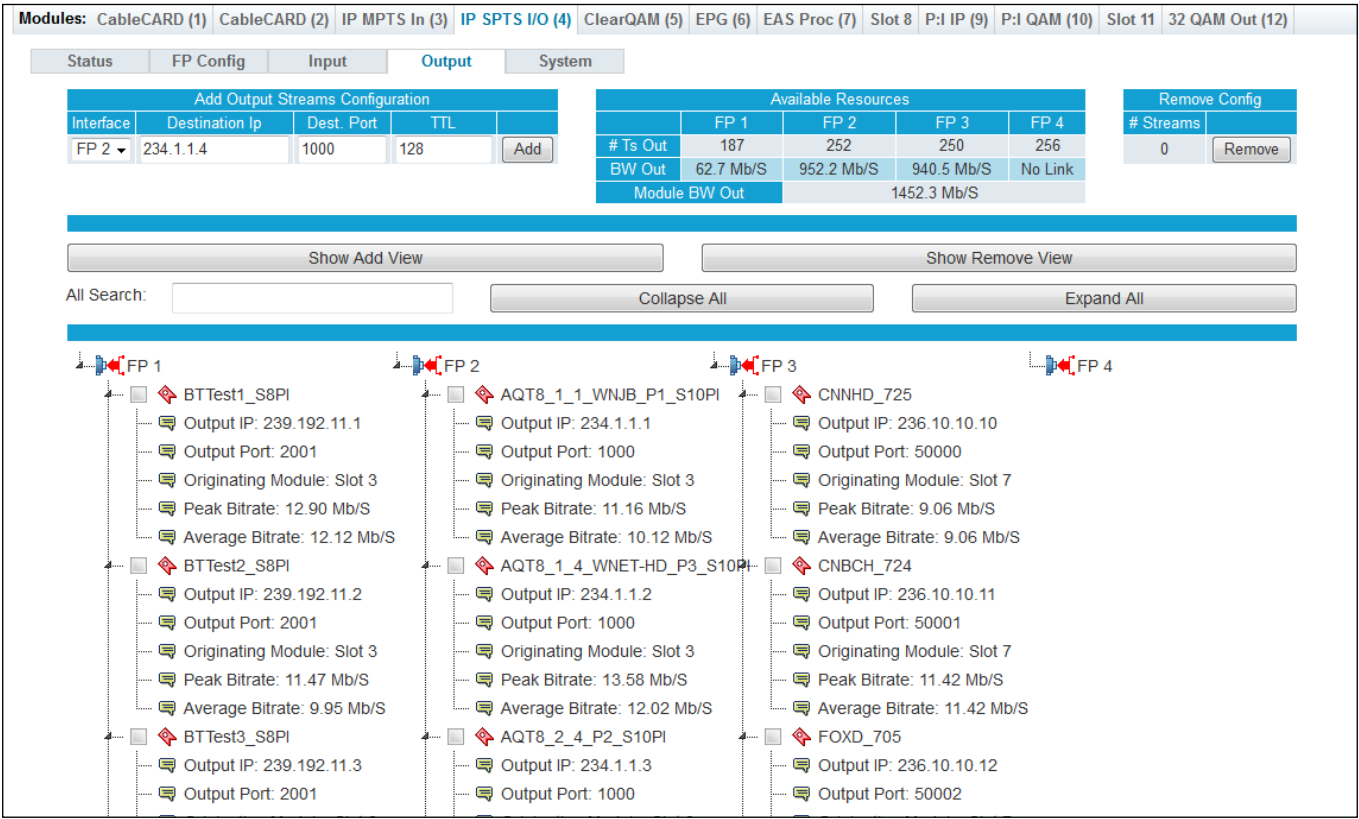 Modules: CableCARD (1) CableCARD (2) IP MPTS In (3) IP SPTS I/O (4) ClearQAM (5) EPG (6) EAS Proc (7) Slot 8 P:I IP (9) P:I QAM (10) Slot 11 32 QAM Out (12)
Status FP Config Input Output System
Add Output Streams Configuration
Interface Destination Ip Dest. Port TTL
FP 2 234.1.1.4 1000 128 Add
Available Resources
FP 1 FP 2 FP 3 FP 4
# Ts Out 187 252 250 256
BW Out 62.7 Mb/S 952.2 Mb/S 940.5 Mb/S No Link
Module BW Out 1452.3 Mb/S
Remove Config
# Streams
0 Remove
Show Add View Show Remove View
All Search: Collapse All Expand All
FP 1
BTTest1_S8PI
Output IP: 239.192.11.1
Output Port: 2001
Originating Module: Slot 3
Peak Bitrate: 12.90 Mb/S
Average Bitrate: 12.12 Mb/S
BTTest2_S8PI
Output IP: 239.192.11.2
Output Port: 2001
Originating Module: Slot 3
Peak Bitrate: 11.47 Mb/S
Average Bitrate: 9.95 Mb/S
BTTest3_S8PI
Output IP: 239.192.11.3
Output Port: 2001
FP 2
AQT8_1_1_WNJB_P1_S10PI
Output IP: 234.1.1.1
Output Port: 1000
Originating Module: Slot 3
Peak Bitrate: 11.16 Mb/S
Average Bitrate: 10.12 Mb/S
AQT8_1_4_WNET-HD_P3_S10PI
Output IP: 234.1.1.2
Output Port: 1000
Originating Module: Slot 3
Peak Bitrate: 13.58 Mb/S
Average Bitrate: 12.02 Mb/S
AQT8_2_4_P2_S10PI
Output IP: 234.1.1.3
Output Port: 1000
FP 3
CNNHD_725
Output IP: 236.10.10.10
Output Port: 50000
Originating Module: Slot 7
Peak Bitrate: 9.06 Mb/S
Average Bitrate: 9.06 Mb/S
CNBCH_724
Output IP: 236.10.10.11
Output Port: 50001
Originating Module: Slot 7
Peak Bitrate: 11.42 Mb/S
Average Bitrate: 11.42 Mb/S
FOXD_705
Output IP: 236.10.10.12
Output Port: 50002
FP 4